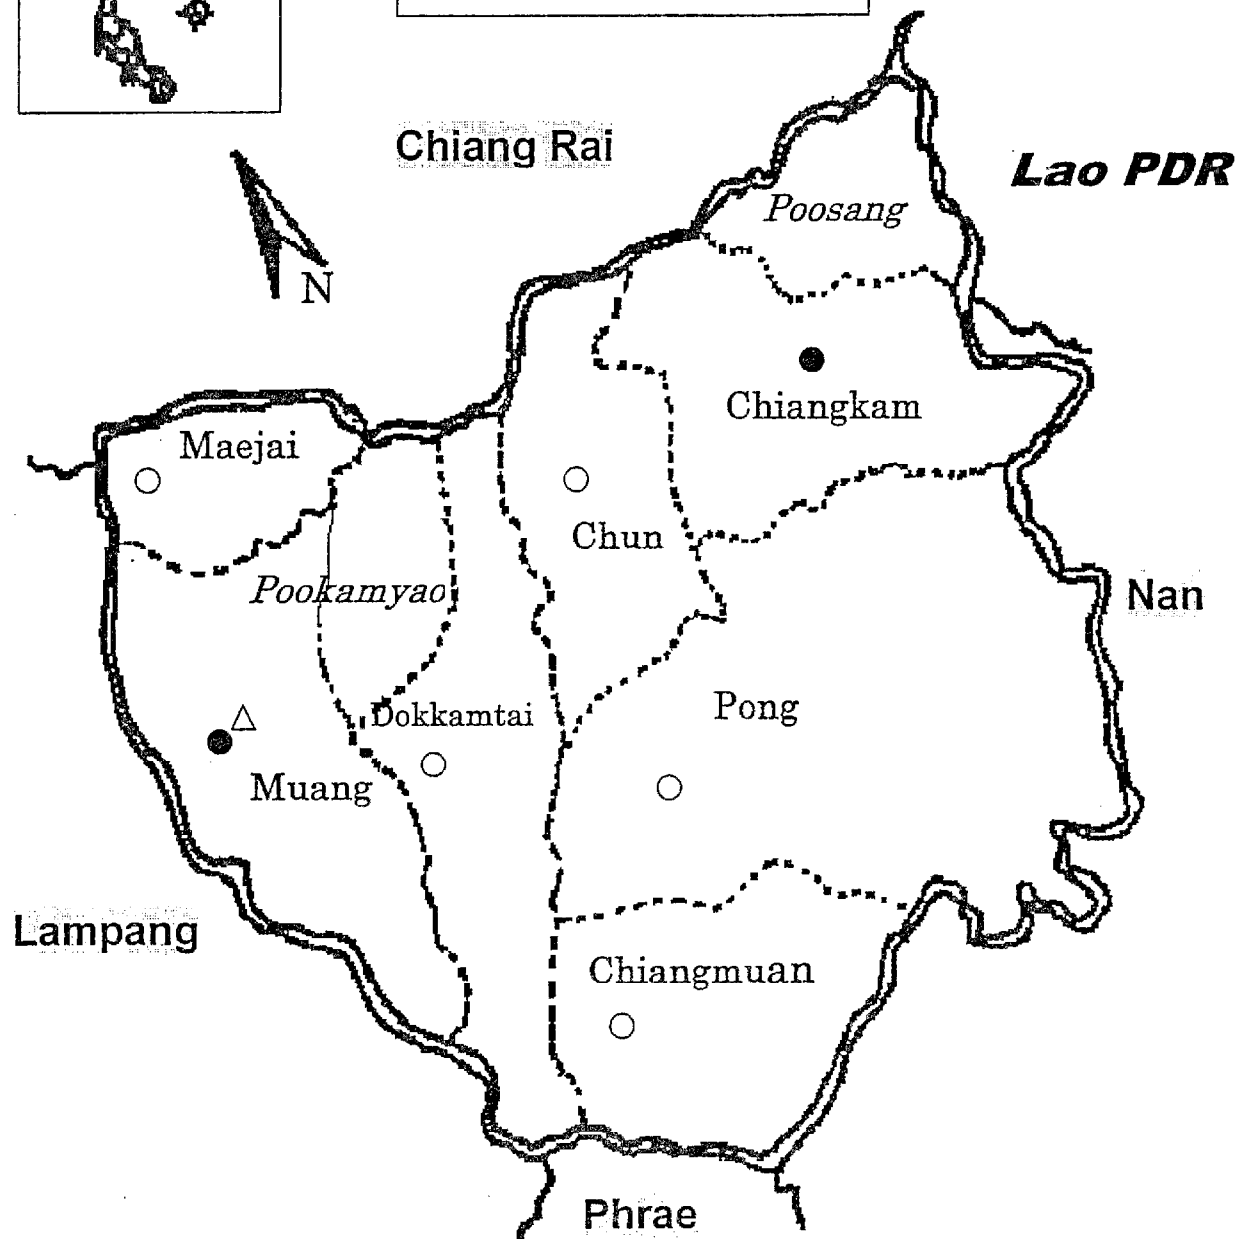 Chiang Rai
Lao PDR
Poosang
N
Chiangkam
Maejai
Chun
Pookamyao
Nan
Dokkamtai
Pong
Muang
Lampang
Chiangmuan
Phrae